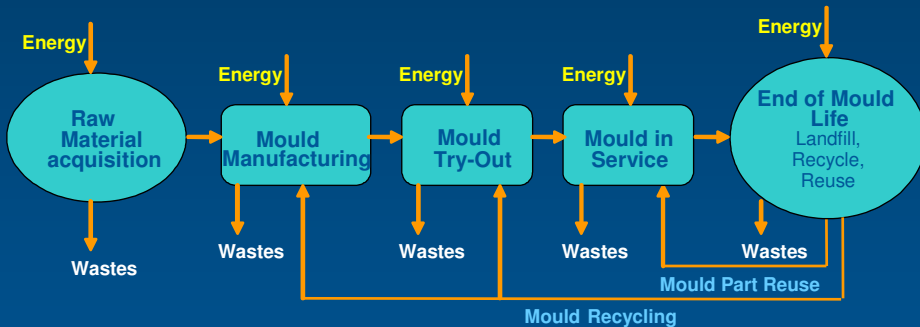 Energy
Energy
Energy
Energy
Energy
Raw
Material
acquisition
Mould
Manufacturing
Mould
Try-Out
Mould in
Service
End of Mould
Life
Landfill,
Recycle,
Reuse
Wastes
Wastes
Wastes
Wastes
Wastes
Mould Part Reuse
Mould Recycling